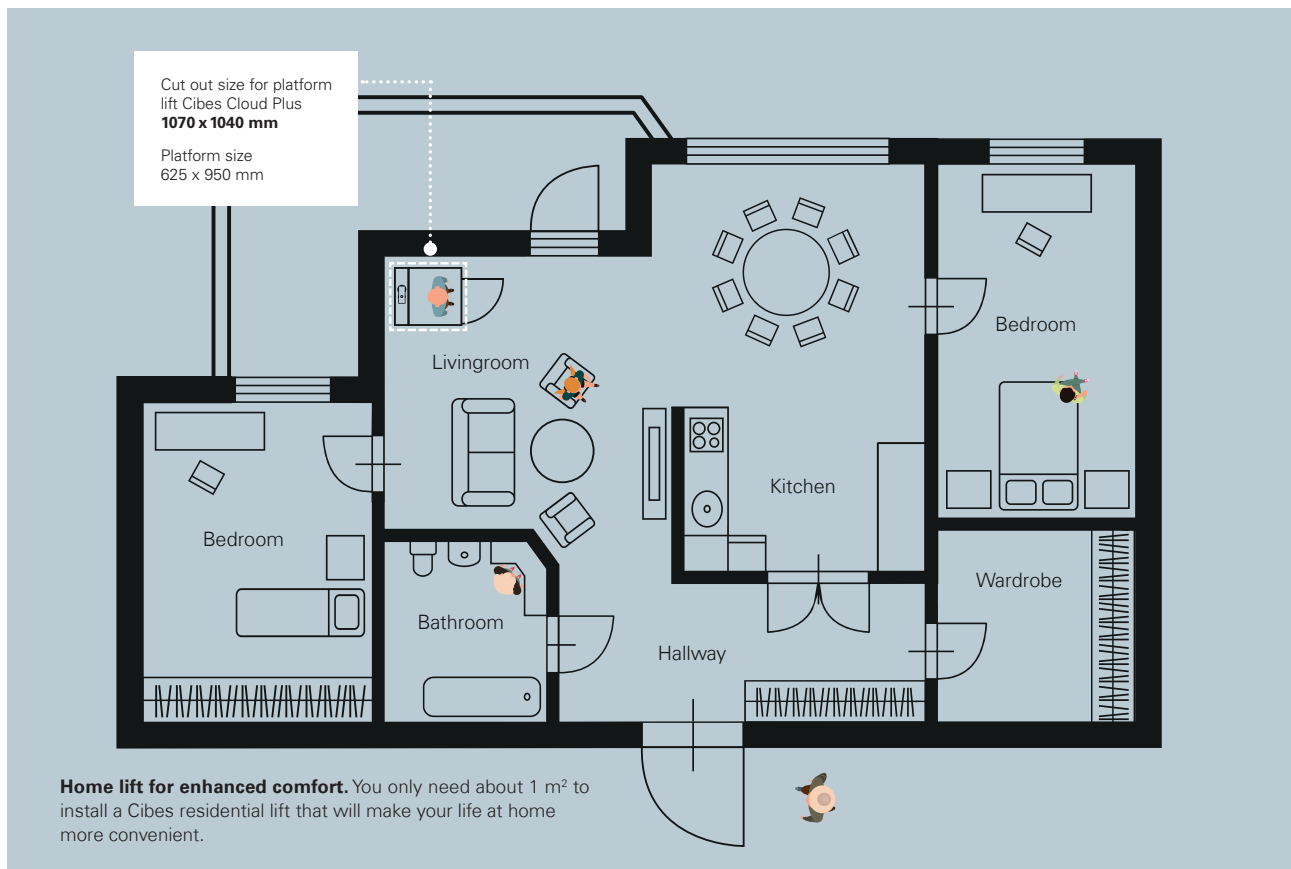 Cut out size for platform
lift Cibes Cloud Plus
1070 x 1040 mm
Platform size
625 x 950 mm
Livingroom
Bedroom
Kitchen
Bedroom
Wardrobe
Bathroom
Hallway
Home lift for enhanced comfort. You only need about 1 m² to
install a Cibes residential lift that will make your life at home
more convenient.